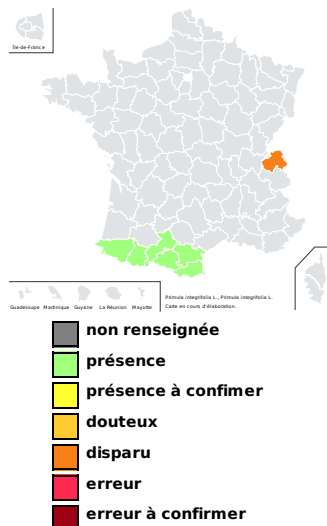 Île-de-France
Guadeloupe Martinique Guyane La Réunion Mayotte
Primula integrifolia L., Primula integrifolia L.
Carte en cours d'élaboration.
non renseignée
présence
présence à confimer
douteux
disparu
erreur
erreur à confirmer